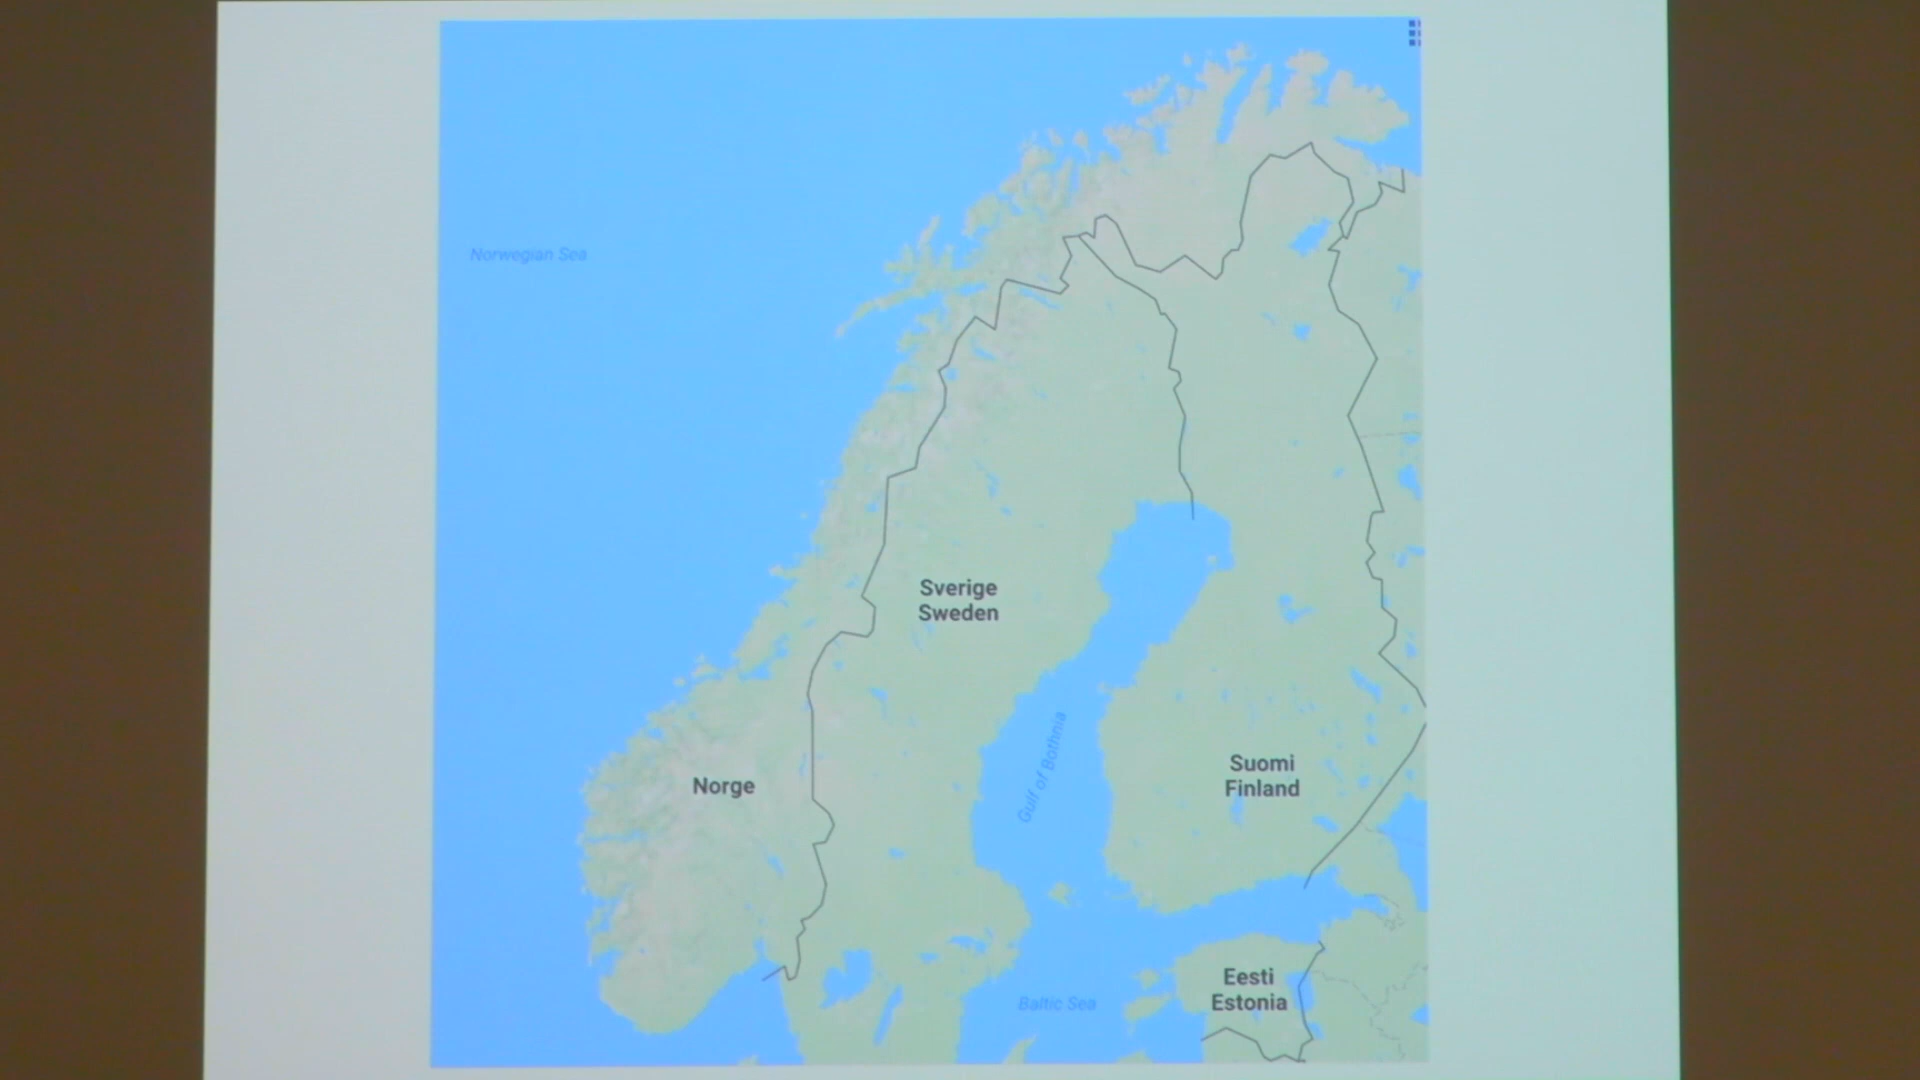 Norwegian Sea
Sverige
Sweden
Gulf of Bothnia
Norge
Suomi
Finland
Eesti
Estonia
Baltic Sea